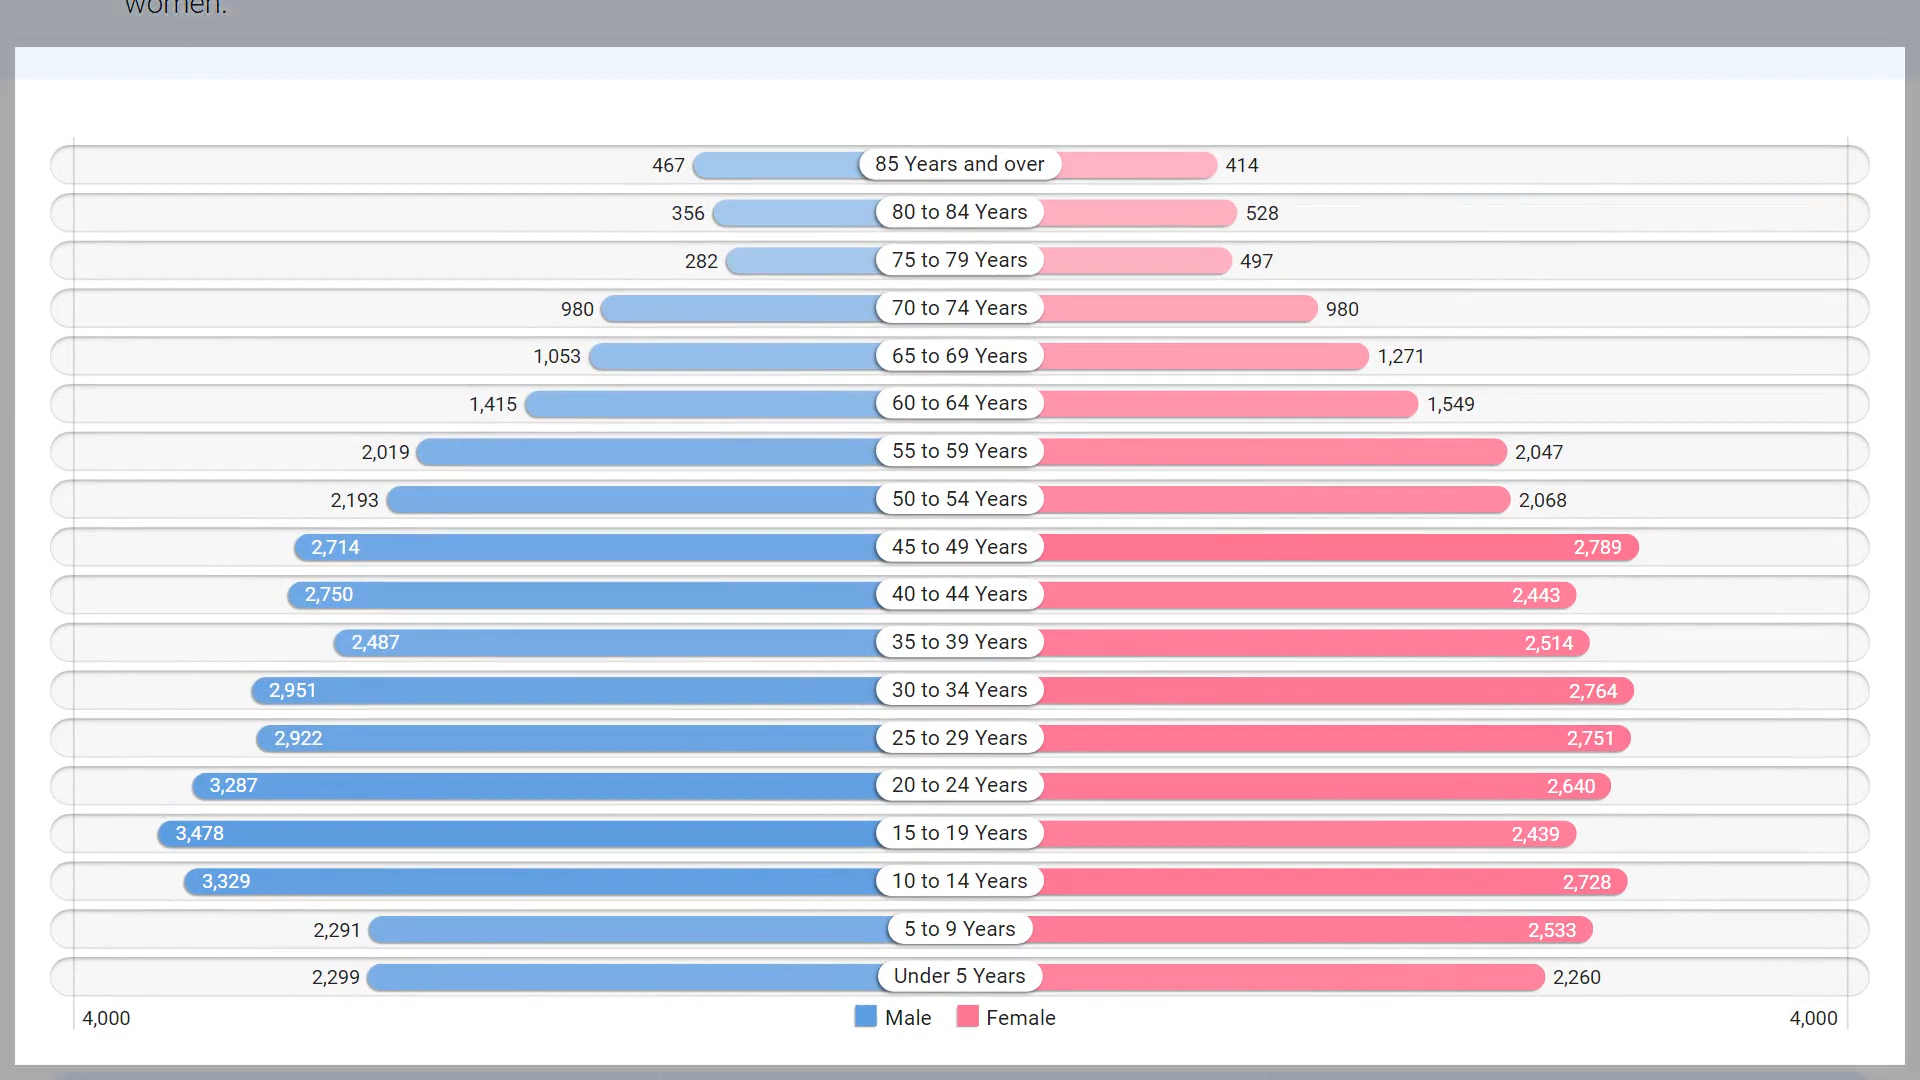 women.
467 85 Years and over 414
356 80 to 84 Years 528
282 75 to 79 Years 497
980 70 to 74 Years 980
1,053 65 to 69 Years 1,271
1,415 60 to 64 Years 1,549
2,019 55 to 59 Years 2,047
2,193 50 to 54 Years 2,068
2,714 45 to 49 Years 2,789
2,750 40 to 44 Years 2,443
2,487 35 to 39 Years 2,514
2,951 30 to 34 Years 2,764
2,922 25 to 29 Years 2,751
3,287 20 to 24 Years 2,640
3,478 15 to 19 Years 2,439
3,329 10 to 14 Years 2,728
2,291 5 to 9 Years 2,533
2,299 Under 5 Years 2,260
4,000 Male Female 4,000